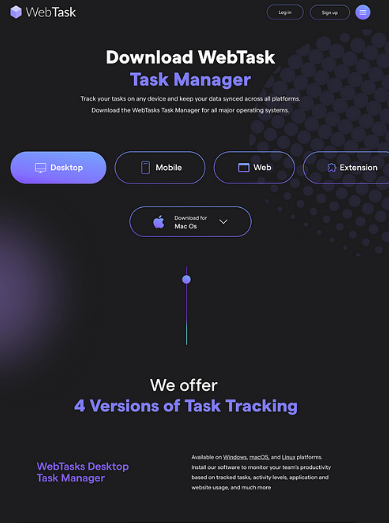 WebTask
Log in
Sign up
Download WebTask
Task Manager
Track your tasks on any device and keep your data synced across all platforms.
Download the WebTasks Task Manager for all major operating systems.
Desktop
Mobile
Web
Extension
Download for
Mac Os
We offer
4 Versions of Task Tracking
WebTasks Desktop
Task Manager
Available on Windows, macOS, and Linux platforms.
Install our software to monitor your team's productivity
based on tracked tasks, activity levels, application and
website usage, and much more